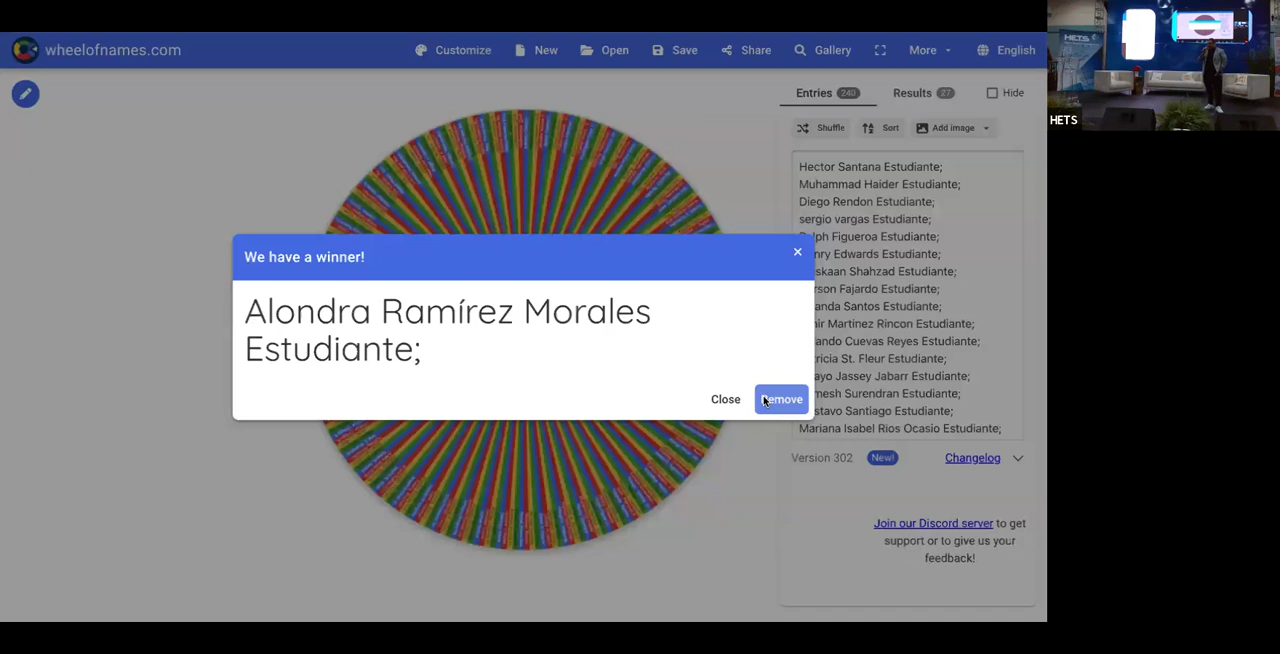 wheelofnames.com
Customize
New
Open
Save
Share
Gallery
More
English
HETS
HETS
Entries 240
Results 27
Hide
Shuffle
Sort
Add image
Hector Santana Estudiante;
Muhammad Haider Estudiante;
Diego Rendon Estudiante;
sergio vargas Estudiante;
Figueroa Estudiante;
Edwards Estudiante;
Shahzad Estudiante;
Fajardo Estudiante;
Santos Estudiante;
Martinez Rincon Estudiante;
Cuevas Reyes Estudiante;
St. Fleur Estudiante;
Jassey Jabarr Estudiante;
Surendran Estudiante;
Santiago Estudiante;
Mariana Isabel Rios Ocasio Estudiante;
We have a winner!
Alondra Ramírez Morales
Estudiante;
Close
Remove
Version 302
New!
Changelog
Join our Discord server to get
support or to give us your
feedback!